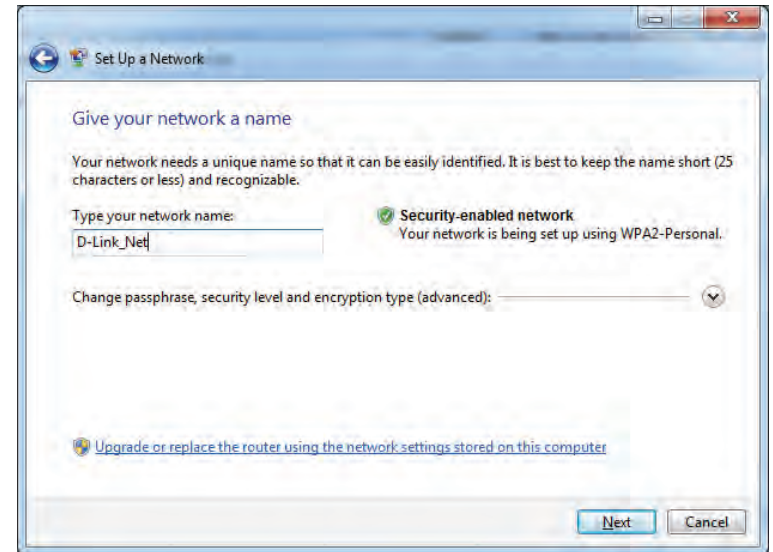 Set Up a Network
Give your network a name
Your network needs a unique name so that it can be easily identified. It is best to keep the name short (25
characters or less) and recognizable.
Type your network name:
D-Link_Net
Security-enabled network
Your network is being set up using WPA2-Personal.
Change passphrase, security level and encryption type (advanced):
Upgrade or replace the router using the network settings stored on this computer
Next
Cancel